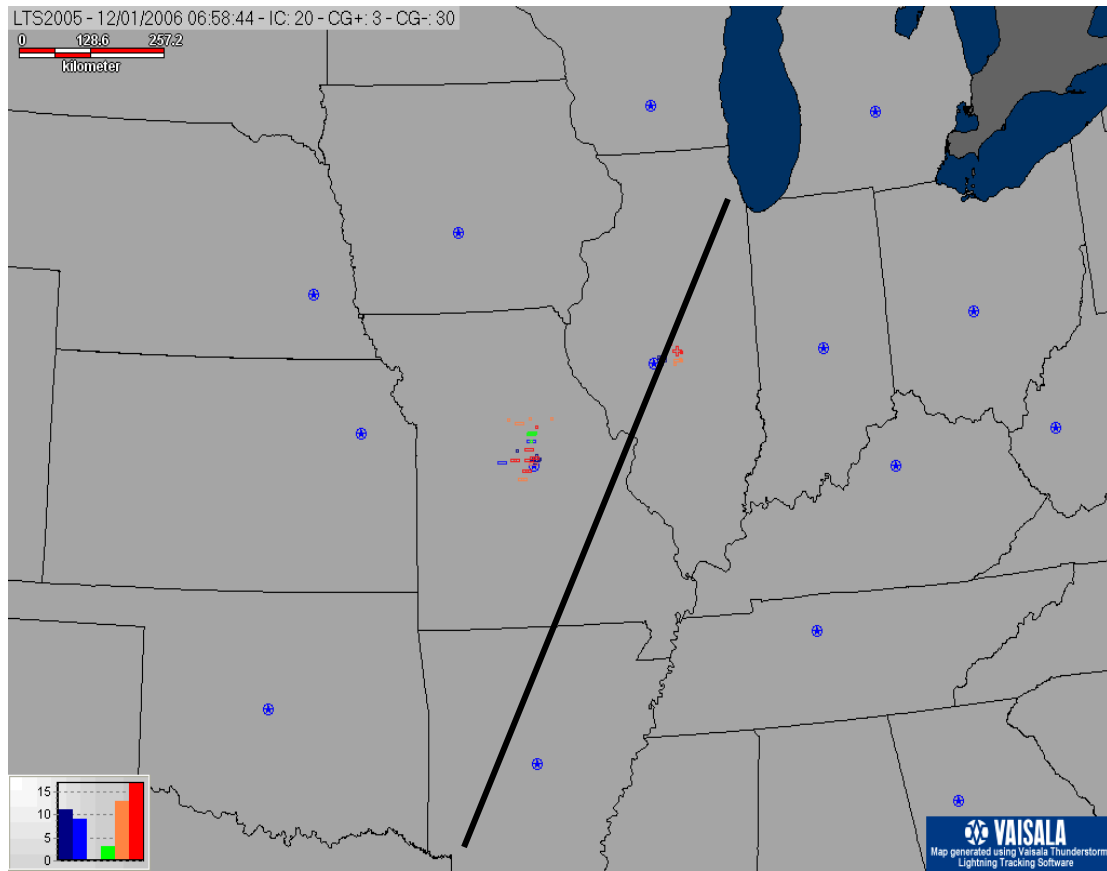 LTS2005 - 12/01/2006 06:58:44 - IC: 20 - CG+: 3 - CG-: 30
0 128.6 257.2
kilometer
15
10
5
0
VAISALA
Map generated using Vaisala Thunderstorm
Lightning Tracking Software